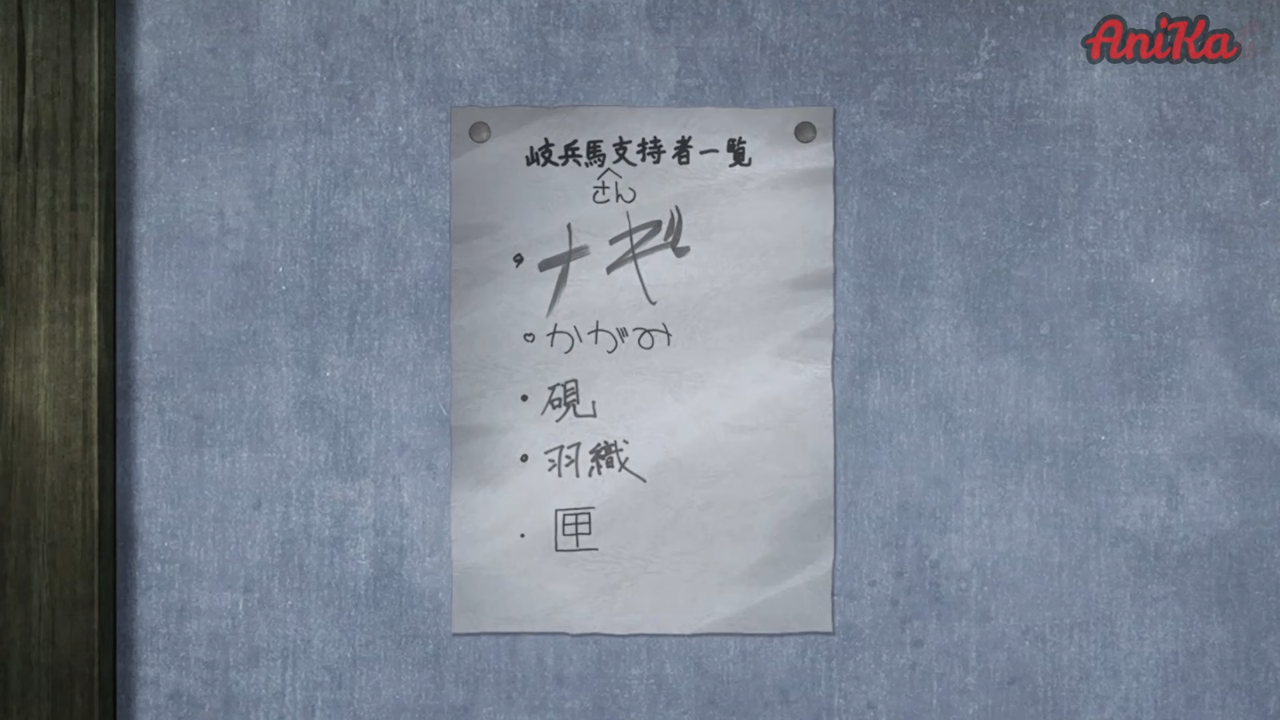 AniKa
岐兵馬支持者一覧
さん
・ナギ
・かがみ
・硯
・羽織
・匣